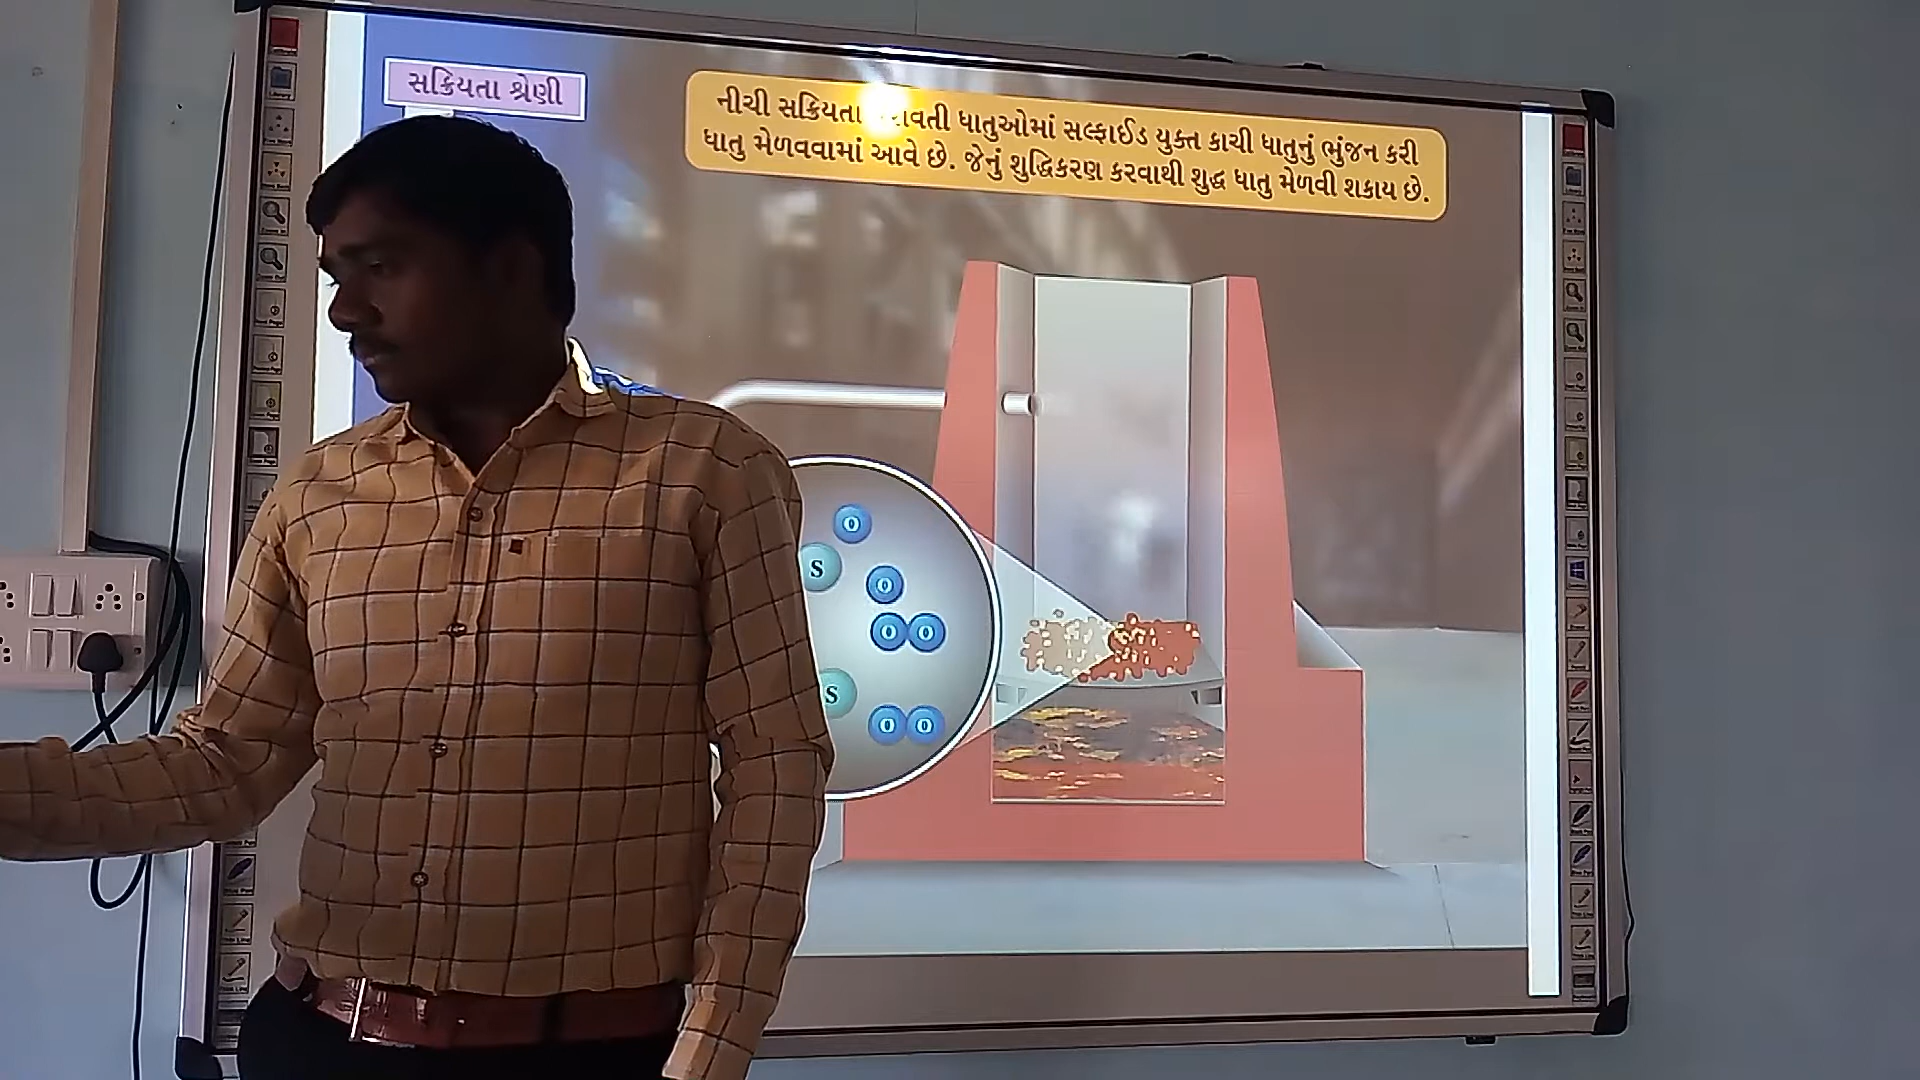 સક્રિયતા શ્રેણી
નીચી સક્રિયતા ધાતુઓમાં સલ્ફાઈડ યુક્ત કાચી ધાતુનું ભુંજન કરી
ધાતુ મેળવવામાં આવે છે. જેનું શુદ્ધિકરણ કરવાથી શુદ્ધ ધાતુ મેળવી શકાય છે.
O
S
O
O O
S
O O